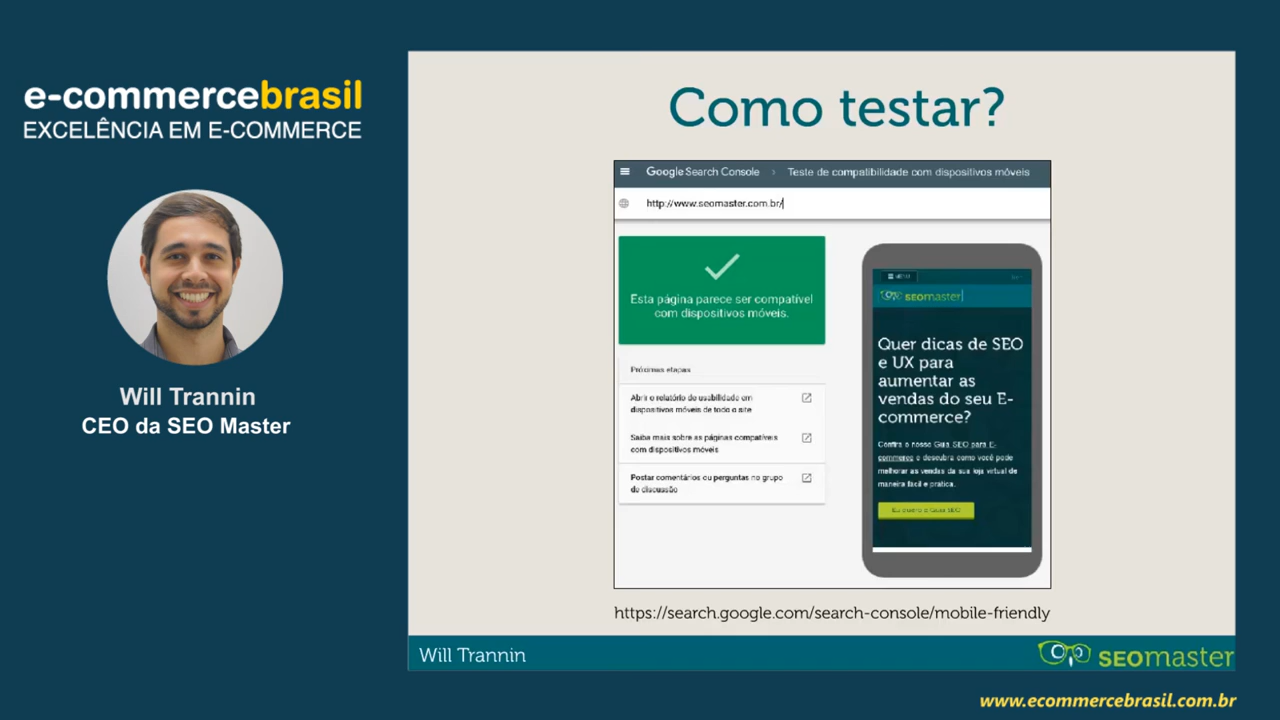 e-commercebrasil
EXCELÊNCIA EM E-COMMERCE
Will Trannin
CEO da SEO Master
Como testar?
Google Search Console › Teste de compatibilidade com dispositivos móveis
http://www.seomaster.com.br/
Esta página parece ser compatível
com dispositivos móveis.
Próximas etapas
Abrir o relatório de usabilidade em
dispositivos móveis de todo o site
Saiba mais sobre as páginas compatíveis
com dispositivos móveis
Postar comentários ou perguntas no grupo
de discussão
MENU
SEOmaster
Quer dicas de SEO
e UX para
aumentar as
vendas do seu E-
commerce?
Confira o nosso Guia SEO para E-
commerce e descubra como você pode
melhorar as vendas da sua loja virtual de
maneira fácil e prática.
Eu quero o Guia SEO
https://search.google.com/search-console/mobile-friendly
Will Trannin
SEOmaster
www.ecommercebrasil.com.br